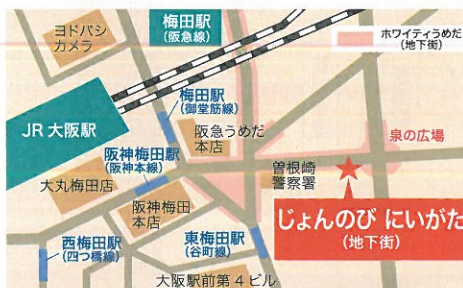 ヨドバシ
カメラ
梅田駅
(阪急線)
ホワイティうめだ
(地下街)
梅田駅
(御堂筋線)
JR 大阪駅
阪急うめだ
本店
泉の広場
阪神梅田駅
(阪神本線)
曽根崎
警察署
大丸梅田店
阪神梅田
本店
じょんのび にいがた
(地下街)
西梅田駅
(四つ橋線)
東梅田駅
(谷町線)
大阪駅前第4ビル